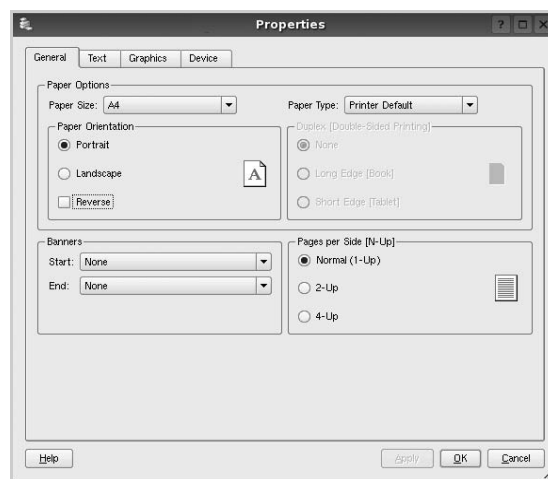 Properties
General Text Graphics Device
Paper Options
Paper Size: A4
Paper Type: Printer Default
Paper Orientation
Portrait
Landscape
Reverse
A
Duplex [Double-Sided Printing]
None
Long Edge [Book]
Short Edge [Tablet]
Banners
Start: None
End: None
Pages per Side [N-Up]
Normal (1-Up)
2-Up
4-Up
Help Apply OK Cancel